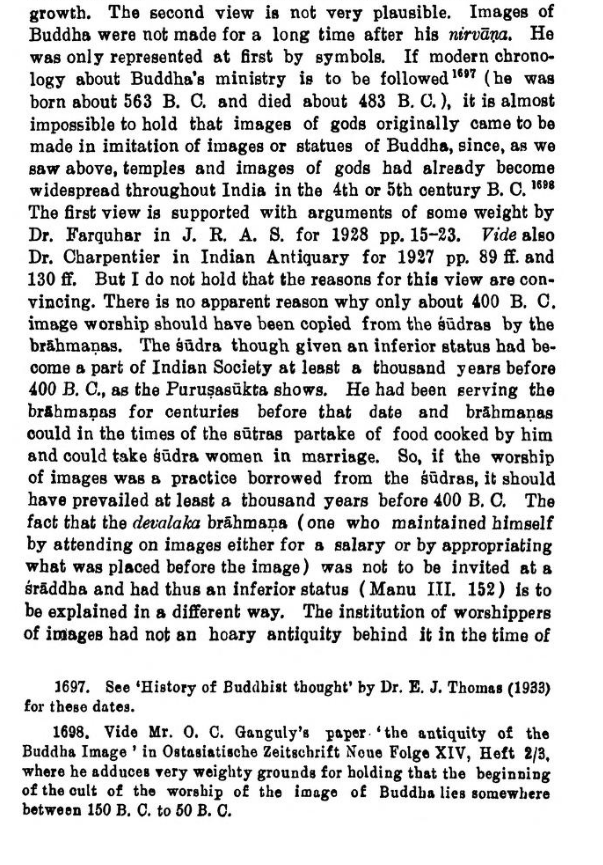 growth. The second view is not very plausible. Images of
Buddha were not made for a long time after his nirvāṇa. He
was only represented at first by symbols. If modern chrono-
logy about Buddha's ministry is to be followed 1697 (he was
born about 563 B. C. and died about 483 B. C.), it is almost
impossible to hold that images of gods originally came to be
made in imitation of images or statues of Buddha, since, as we
saw above, temples and images of gods had already become
widespread throughout India in the 4th or 5th century B. C. 1698
The first view is supported with arguments of some weight by
Dr. Farquhar in J. R. A. S. for 1928 pp. 15-23. Vide also
Dr. Charpentier in Indian Antiquary for 1927 pp. 89 ff. and
130 ff. But I do not hold that the reasons for this view are con-
vincing. There is no apparent reason why only about 400 B. C.
image worship should have been copied from the śūdras by the
brāhmaṇas. The śūdra though given an inferior status had be-
come a part of Indian Society at least a thousand years before
400 B. C., as the Puruṣasūkta shows. He had been serving the
brāhmaṇas for centuries before that date and brāhmaṇas
could in the times of the sūtras partake of food cooked by him
and could take śūdra women in marriage. So, if the worship
of images was a practice borrowed from the śūdras, it should
have prevailed at least a thousand years before 400 B. C. The
fact that the devalaka brāhmaṇa (one who maintained himself
by attending on images either for a salary or by appropriating
what was placed before the image) was not to be invited at a
śrāddha and had thus an inferior status (Manu III. 152) is to
be explained in a different way. The institution of worshippers
of images had not an hoary antiquity behind it in the time of
1697. See 'History of Buddhist thought' by Dr. E. J. Thomas (1933)
for these dates.
1698. Vide Mr. O. C. Ganguly's paper 'the antiquity of the
Buddha Image' in Ostasiatische Zeitschrift Neue Folge XIV, Heft 2/3,
where he adduces very weighty grounds for holding that the beginning
of the cult of the worship of the image of Buddha lies somewhere
between 150 B. C. to 50 B. C.